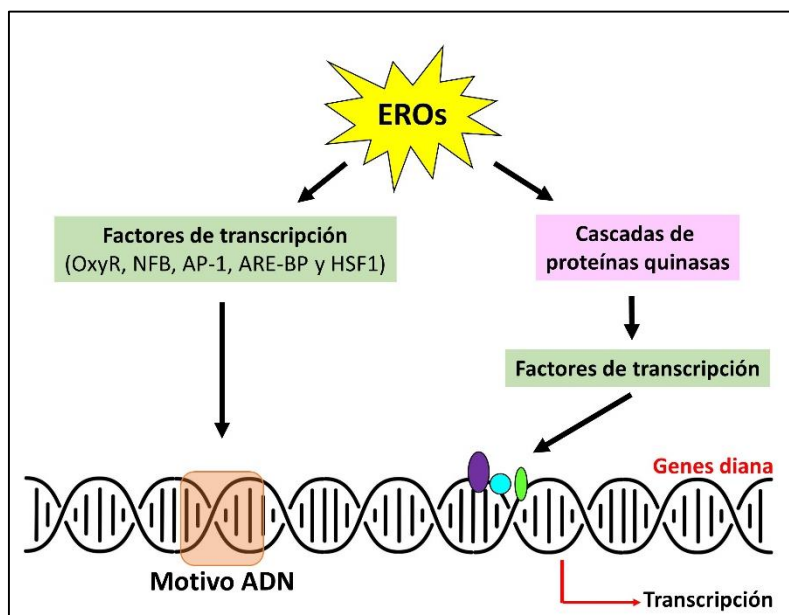 EROs
Factores de transcripción
(OxyR, NFB, AP-1, ARE-BP y HSF1)
Cascadas de
proteínas quinasas
Factores de transcripción
Genes diana
Motivo ADN
Transcripción